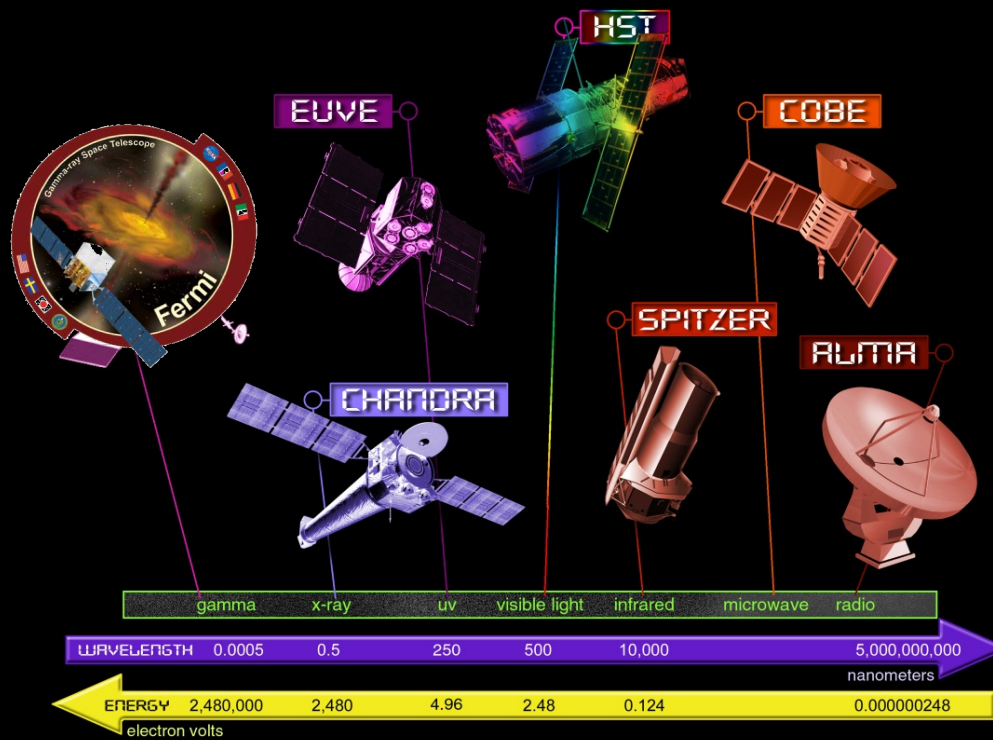 HST
EUVE
COBE
Gamma-ray Space Telescope
Fermi
SPITZER
ALMA
CHANDRA
gamma x-ray uv visible light infrared microwave radio
WAVELENGTH 0.0005 0.5 250 500 10,000 5,000,000,000
nanometers
ENERGY 2,480,000 2,480 4.96 2.48 0.124 0.000000248
electron volts